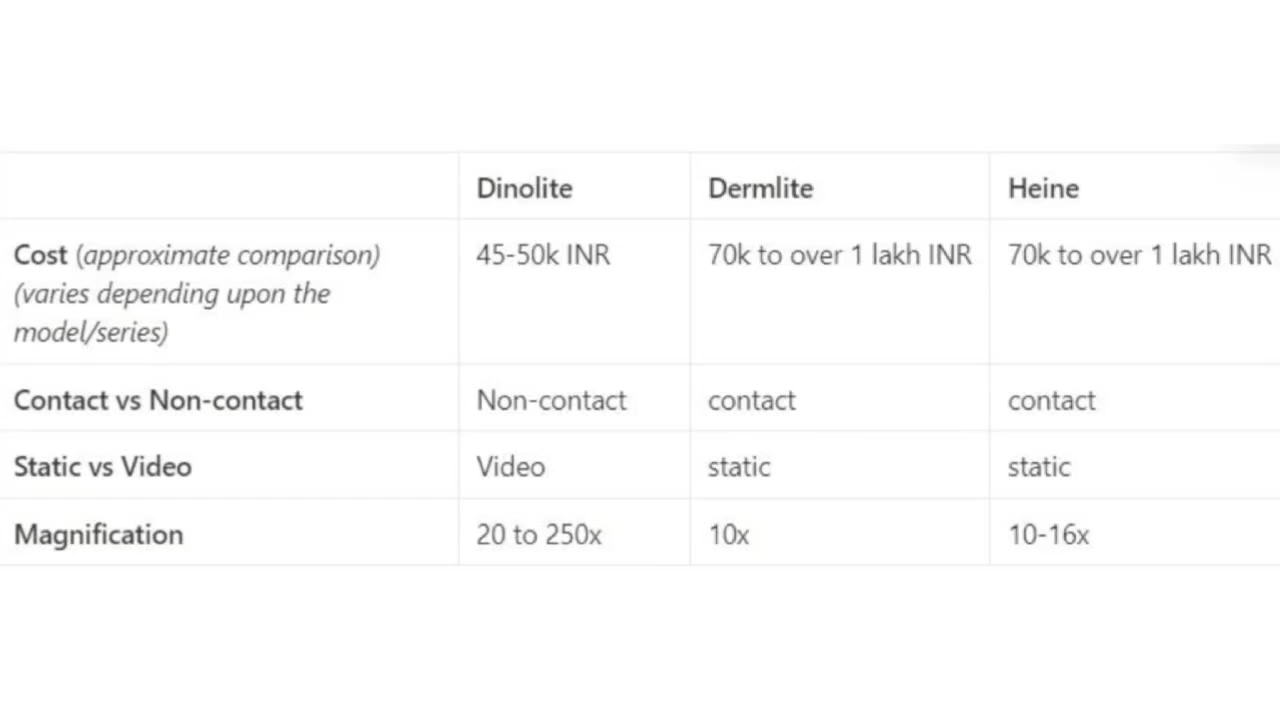 Dinolite Dermlite Heine
Cost (approximate comparison) 45-50k INR 70k to over 1 lakh INR 70k to over 1 lakh INR
(varies depending upon the
model/series)
Contact vs Non-contact Non-contact contact contact
Static vs Video Video static static
Magnification 20 to 250x 10x 10-16x